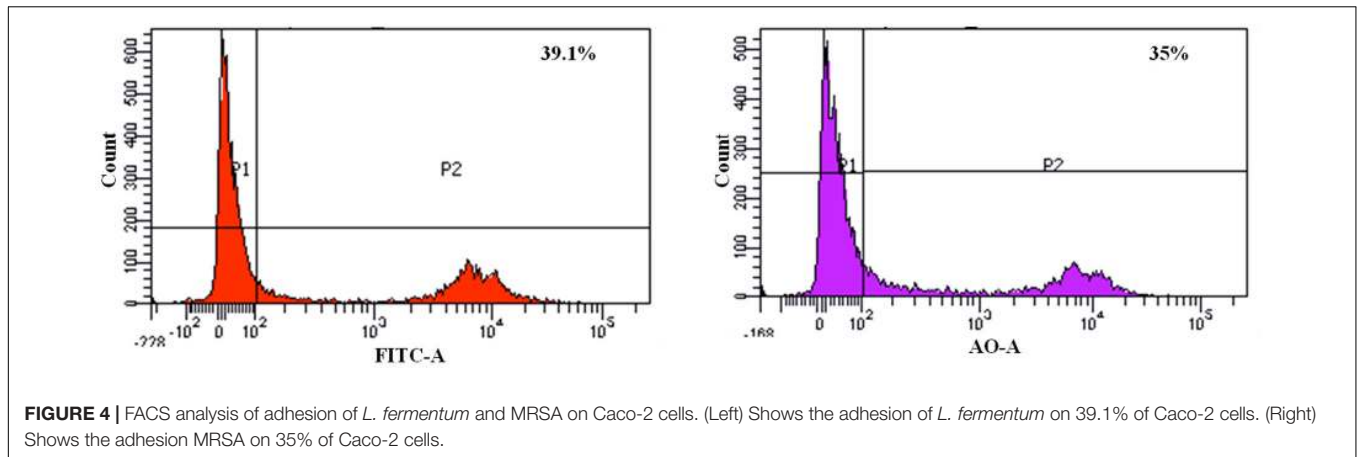 39.1%
600
500
400
300
200
100
0
Count
P1
P2
-228
-10²
0
10²
10³
10⁴
10⁵
FITC-A
35%
500
400
300
200
100
0
Count
P1
P2
-168
0
10²
10³
10⁴
10⁵
AO-A
FIGURE 4 | FACS analysis of adhesion of L. fermentum and MRSA on Caco-2 cells. (Left) Shows the adhesion of L. fermentum on 39.1% of Caco-2 cells. (Right)
Shows the adhesion MRSA on 35% of Caco-2 cells.